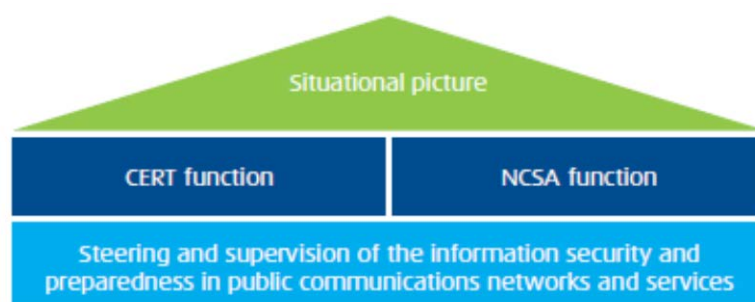 Situational picture
CERT function
NCSA function
Steering and supervision of the information security and
preparedness in public communications networks and services